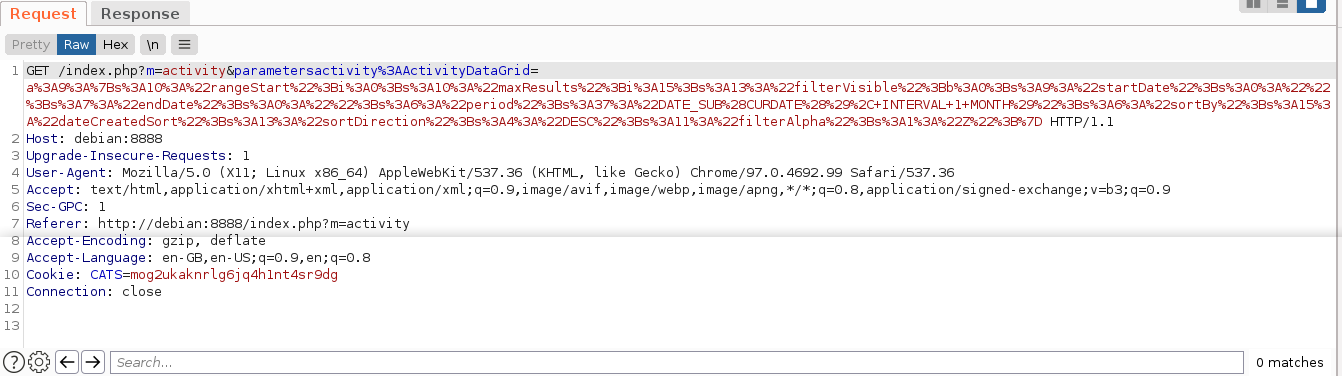 Request Response
Pretty Raw Hex \n
1 GET /index.php?m=activity&parametersactivity%3AActivityDataGrid=
a%3A9%3A%7Bs%3A10%3A%22rangeStart%22%3Bi%3A0%3Bs%3A10%3A%22maxResults%22%3Bi%3A15%3Bs%3A13%3A%22filterVisible%22%3Bb%3A0%3Bs%3A9%3A%22startDate%22%3Bs%3A0%3A%22%22
%3Bs%3A7%3A%22endDate%22%3Bs%3A0%3A%22%22%3Bs%3A6%3A%22period%22%3Bs%3A37%3A%22DATE_SUB%28CURDATE%28%29%2C+INTERVAL+1+MONTH%29%22%3Bs%3A6%3A%22sortBy%22%3Bs%3A15%3
A%22dateCreatedSort%22%3Bs%3A13%3A%22sortDirection%22%3Bs%3A4%3A%22DESC%22%3Bs%3A11%3A%22filterAlpha%22%3Bs%3A1%3A%22Z%22%3B%7D HTTP/1.1
2 Host: debian:8888
3 Upgrade-Insecure-Requests: 1
4 User-Agent: Mozilla/5.0 (X11; Linux x86_64) AppleWebKit/537.36 (KHTML, like Gecko) Chrome/97.0.4692.99 Safari/537.36
5 Accept: text/html,application/xhtml+xml,application/xml;q=0.9,image/avif,image/webp,image/apng,*/*;q=0.8,application/signed-exchange;v=b3;q=0.9
6 Sec-GPC: 1
7 Referer: http://debian:8888/index.php?m=activity
8 Accept-Encoding: gzip, deflate
9 Accept-Language: en-GB,en-US;q=0.9,en;q=0.8
10 Cookie: CATS=mog2ukaknrlg6jq4h1nt4sr9dg
11 Connection: close
12
13
Search... 0 matches